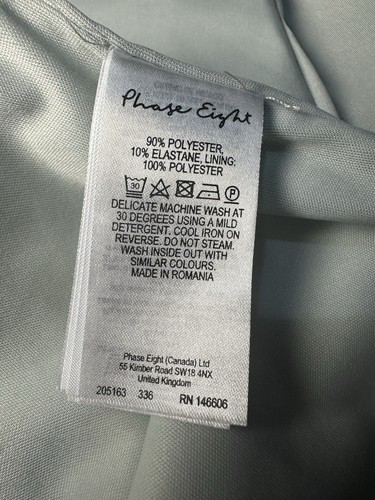 Phase Eight
90% POLYESTER,
10% ELASTANE, LINING:
100% POLYESTER
30
P
DELICATE MACHINE WASH AT
30 DEGREES USING A MILD
DETERGENT. COOL IRON ON
REVERSE. DO NOT STEAM.
WASH INSIDE OUT WITH
SIMILAR COLOURS.
MADE IN ROMANIA
Phase Eight (Canada) Ltd
55 Kimber Road SW18 4NX
United Kingdom
205163 336 RN 146606